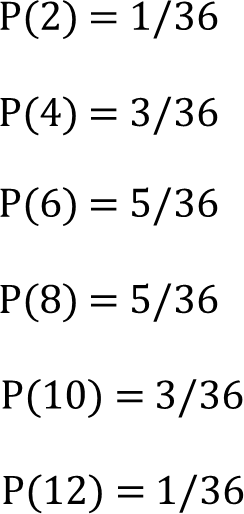 P(2) = 1/36
P(4) = 3/36
P(6) = 5/36
P(8) = 5/36
P(10) = 3/36
P(12) = 1/36